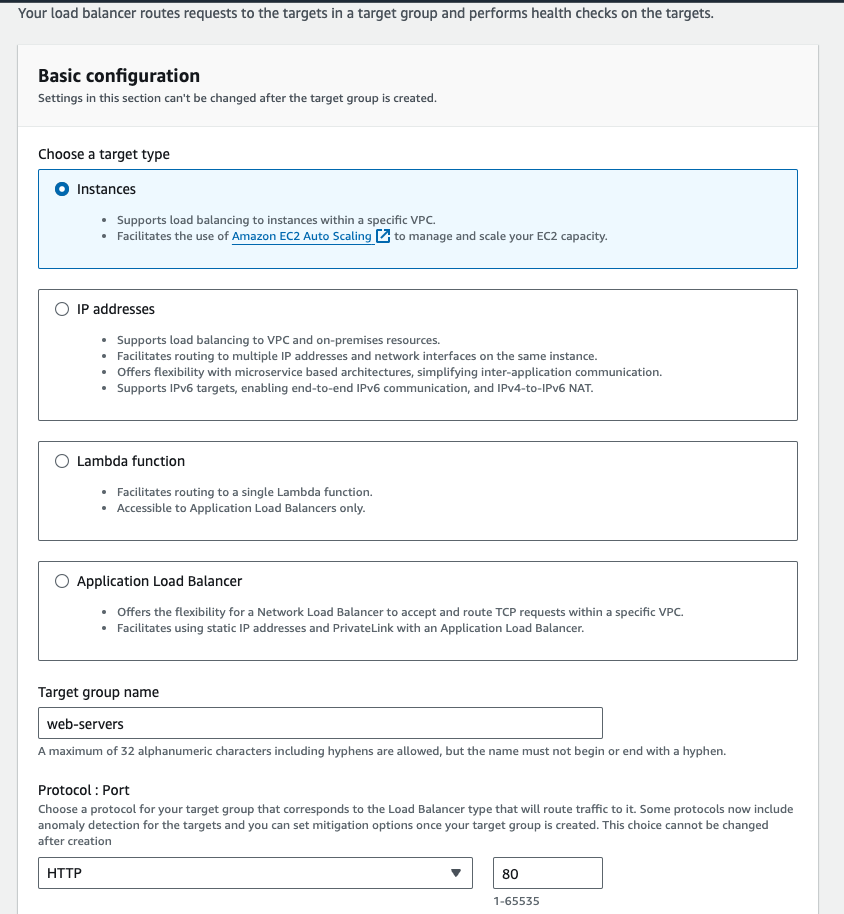 Your load balancer routes requests to the targets in a target group and performs health checks on the targets.
Basic configuration
Settings in this section can't be changed after the target group is created.
Choose a target type
Instances
• Supports load balancing to instances within a specific VPC.
• Facilitates the use of Amazon EC2 Auto Scaling to manage and scale your EC2 capacity.
IP addresses
• Supports load balancing to VPC and on-premises resources.
• Facilitates routing to multiple IP addresses and network interfaces on the same instance.
• Offers flexibility with microservice based architectures, simplifying inter-application communication.
• Supports IPv6 targets, enabling end-to-end IPv6 communication, and IPv4-to-IPv6 NAT.
Lambda function
• Facilitates routing to a single Lambda function.
• Accessible to Application Load Balancers only.
Application Load Balancer
• Offers the flexibility for a Network Load Balancer to accept and route TCP requests within a specific VPC.
• Facilitates using static IP addresses and PrivateLink with an Application Load Balancer.
Target group name
web-servers
A maximum of 32 alphanumeric characters including hyphens are allowed, but the name must not begin or end with a hyphen.
Protocol : Port
Choose a protocol for your target group that corresponds to the Load Balancer type that will route traffic to it. Some protocols now include
anomaly detection for the targets and you can set mitigation options once your target group is created. This choice cannot be changed
after creation
HTTP
80
1-65535